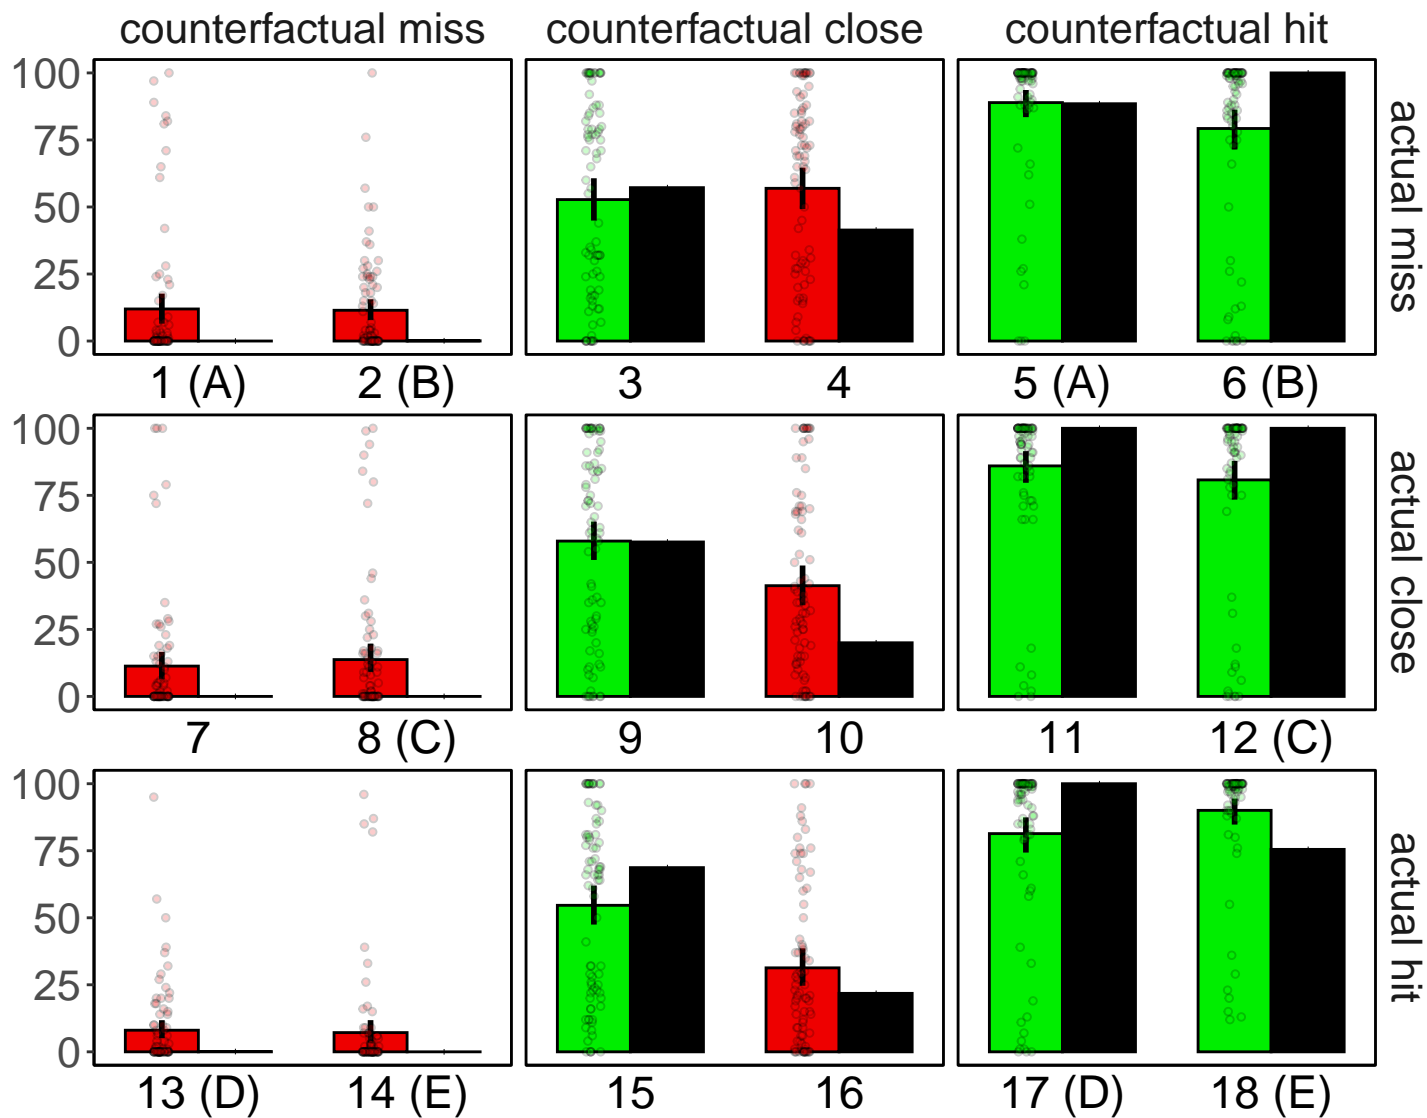 counterfactual miss counterfactual close counterfactual hit
100
75
50
25
0
actual miss
1 (A) 2 (B) 3 4 5 (A) 6 (B)
100
75
50
25
0
actual close
7 8 (C) 9 10 11 12 (C)
100
75
50
25
0
actual hit
13 (D) 14 (E) 15 16 17 (D) 18 (E)